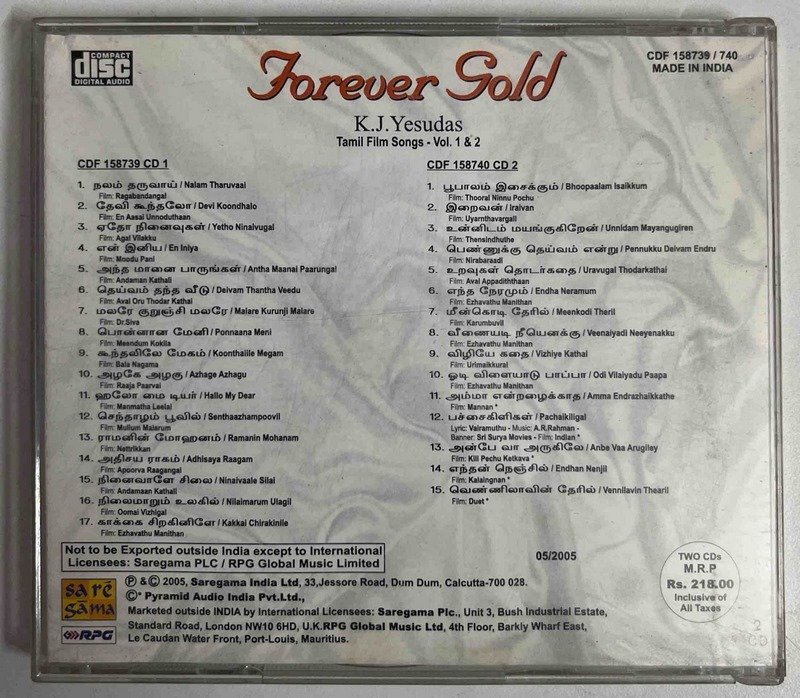 COMPACT
disc
DIGITAL AUDIO
Forever Gold
CDF 158739 / 740
MADE IN INDIA
K.J.Yesudas
Tamil Film Songs - Vol. 1 & 2
CDF 158739 CD 1
1. நலம் தருவாய் / Nalam Tharuvaai
Film: Ragabandangal
2. தேவி கூந்தலோ / Devi Koondhalo
Film: En Aasai Unnoduthaan
3. ஏதோ நினைவுகள் / Yetho Ninaivugal
Film: Agal Vilakku
4. என் இனிய / En Iniya
Film: Moodu Pani
5. அந்த மானை பாருங்கள் / Antha Maanai Paarungal
Film: Andaman Kathali
6. தெய்வம் தந்த வீடு / Deivam Thantha Veedu
Film: Aval Oru Thodar Kathai
7. மலரே குறுஞ்சி மலரே / Malare Kurunji Malare
Film: Dr.Siva
8. பொன்னான மேனி / Ponnaana Meni
Film: Meendum Kokila
9. கூந்தலிலே மேகம் / Koonthalile Megam
Film: Bala Nagama
10. அழகே அழகு / Azhage Azhagu
Film: Raaja Paarvai
11. ஹலோ மை டியர் / Hallo My Dear
Film: Manmatha Leelai
12. செந்தாழம் பூவில் / Senthaazhampoovil
Film: Mullum Malarum
13. ராமனின் மோஹனம் / Ramanin Mohanam
Film: Netrikkan
14. அதிசய ராகம் / Adhisaya Raagam
Film: Apoorva Raagangal
15. நினைவாலே சிலை / Ninaivaale Silai
Film: Andamaan Kathali
16. நிலைமாறும் உலகில் / Nilaimarum Ulagil
Film: Oomai Vizhigal
17. காக்கை சிறகினிளே / Kakkai Chirakinile
Film: Ezhavathu Manithan
CDF 158740 CD 2
1. பூபாலம் இசைக்கும் / Bhoopaalam Isaikkum
Film: Thooral Ninnu Pochu
2. இறைவன் / Iraivan
Film: Uyarnthavargall
3. உன்னிடம் மயங்குகிறேன் / Unnidam Mayangugiren
Film: Thensindhuthe
4. பெண்ணுக்கு தெய்வம் என்று / Pennukku Deivam Endru
Film: Nirabaraadi
5. உறவுகள் தொடர்கதை / Uravugal Thodarkathai
Film: Aval Appadiththaan
6. எந்த நேரமும் / Endha Neramum
Film: Ezhavathu Manithan
7. மீன்கொடி தேரில் / Meenkodi Theril
Film: Karumbuvil
8. வீணையடி நீயெனக்கு / Veenaiyadi Neeyenakku
Film: Ezhavathu Manithan
9. விழியே கதை / Vizhiye Kathai
Film: Urimaikkural
10. ஓடி விளையாடு பாப்பா / Odi Vilaiyadu Paapa
Film: Ezhavathu Manithan
11. அம்மா என்றழைக்காத / Amma Endrazhaikkathe
Film: Mannan *
12. பச்சைகிளிகள் / Pachaikiligal
Lyric: Vairamuthu - Music: A.R.Rahman -
Banner: Sri Surya Movies - Film: Indian *
13. அன்பே வா அருகிலே / Anbe Vaa Arugiley
Film: Kili Pechu Ketkava *
14. எந்தன் நெஞ்சில் / Endhan Nenjil
Film: Kalaingnan *
15. வெண்ணிலாவின் தேரில் / Vennilavin Thearil
Film: Duet *
Not to be Exported outside India except to International
Licensees: Saregama PLC / RPG Global Music Limited
05/2005
TWO CDs
M.R.P
Rs. 218.00
Inclusive of
All Taxes
2
CD
sa rē
gama
RPG
Ⓟ & © 2005, Saregama India Ltd, 33,Jessore Road, Dum Dum, Calcutta-700 028.
©* Pyramid Audio India Pvt.Ltd.,
Marketed outside INDIA by International Licensees: Saregama Plc., Unit 3, Bush Industrial Estate,
Standard Road, London NW10 6HD, U.K.RPG Global Music Ltd, 4th Floor, Barkly Wharf East,
Le Caudan Water Front, Port-Louis, Mauritius.